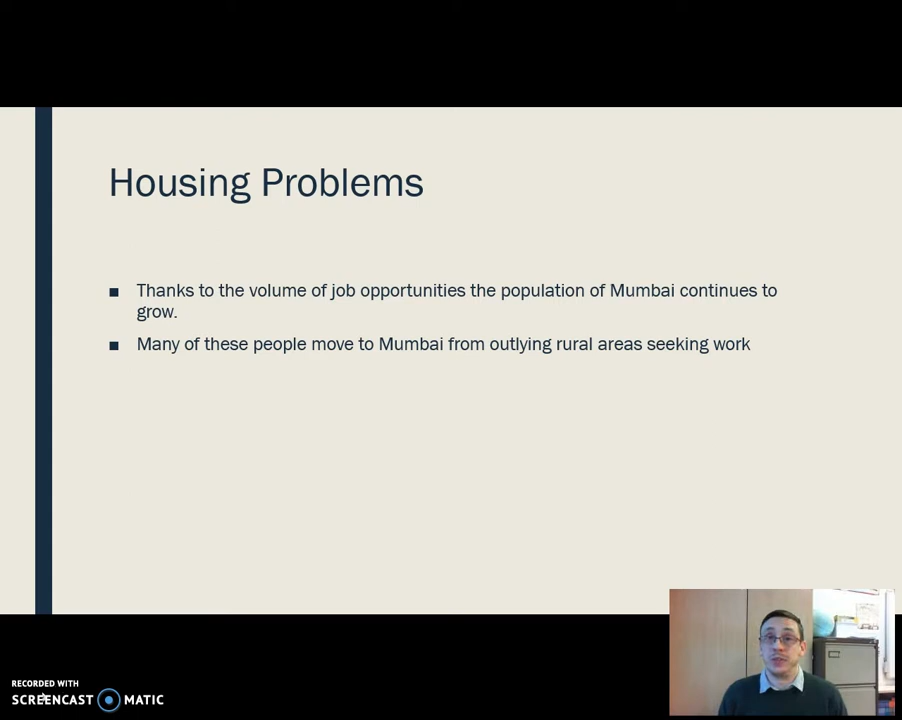 Housing Problems
Thanks to the volume of job opportunities the population of Mumbai continues to
grow.
Many of these people move to Mumbai from outlying rural areas seeking work
RECORDED WITH
SCREENCAST MATIC